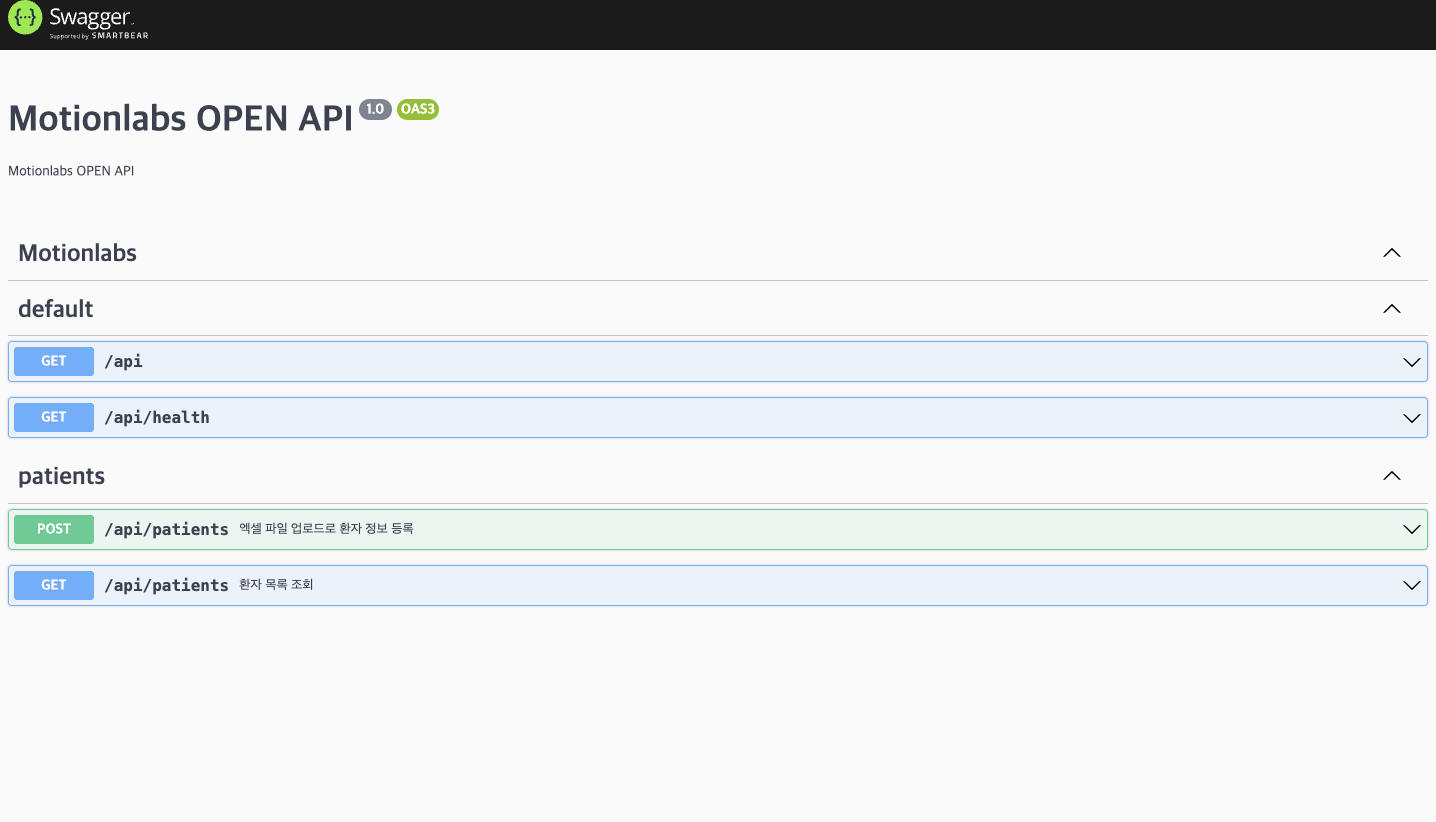 Swagger
Supported by SMARTBEAR
Motionlabs OPEN API 1.0 OAS3
Motionlabs OPEN API
Motionlabs
default
GET /api
GET /api/health
patients
POST /api/patients 엑셀 파일 업로드로 환자 정보 등록
GET /api/patients 환자 목록 조회